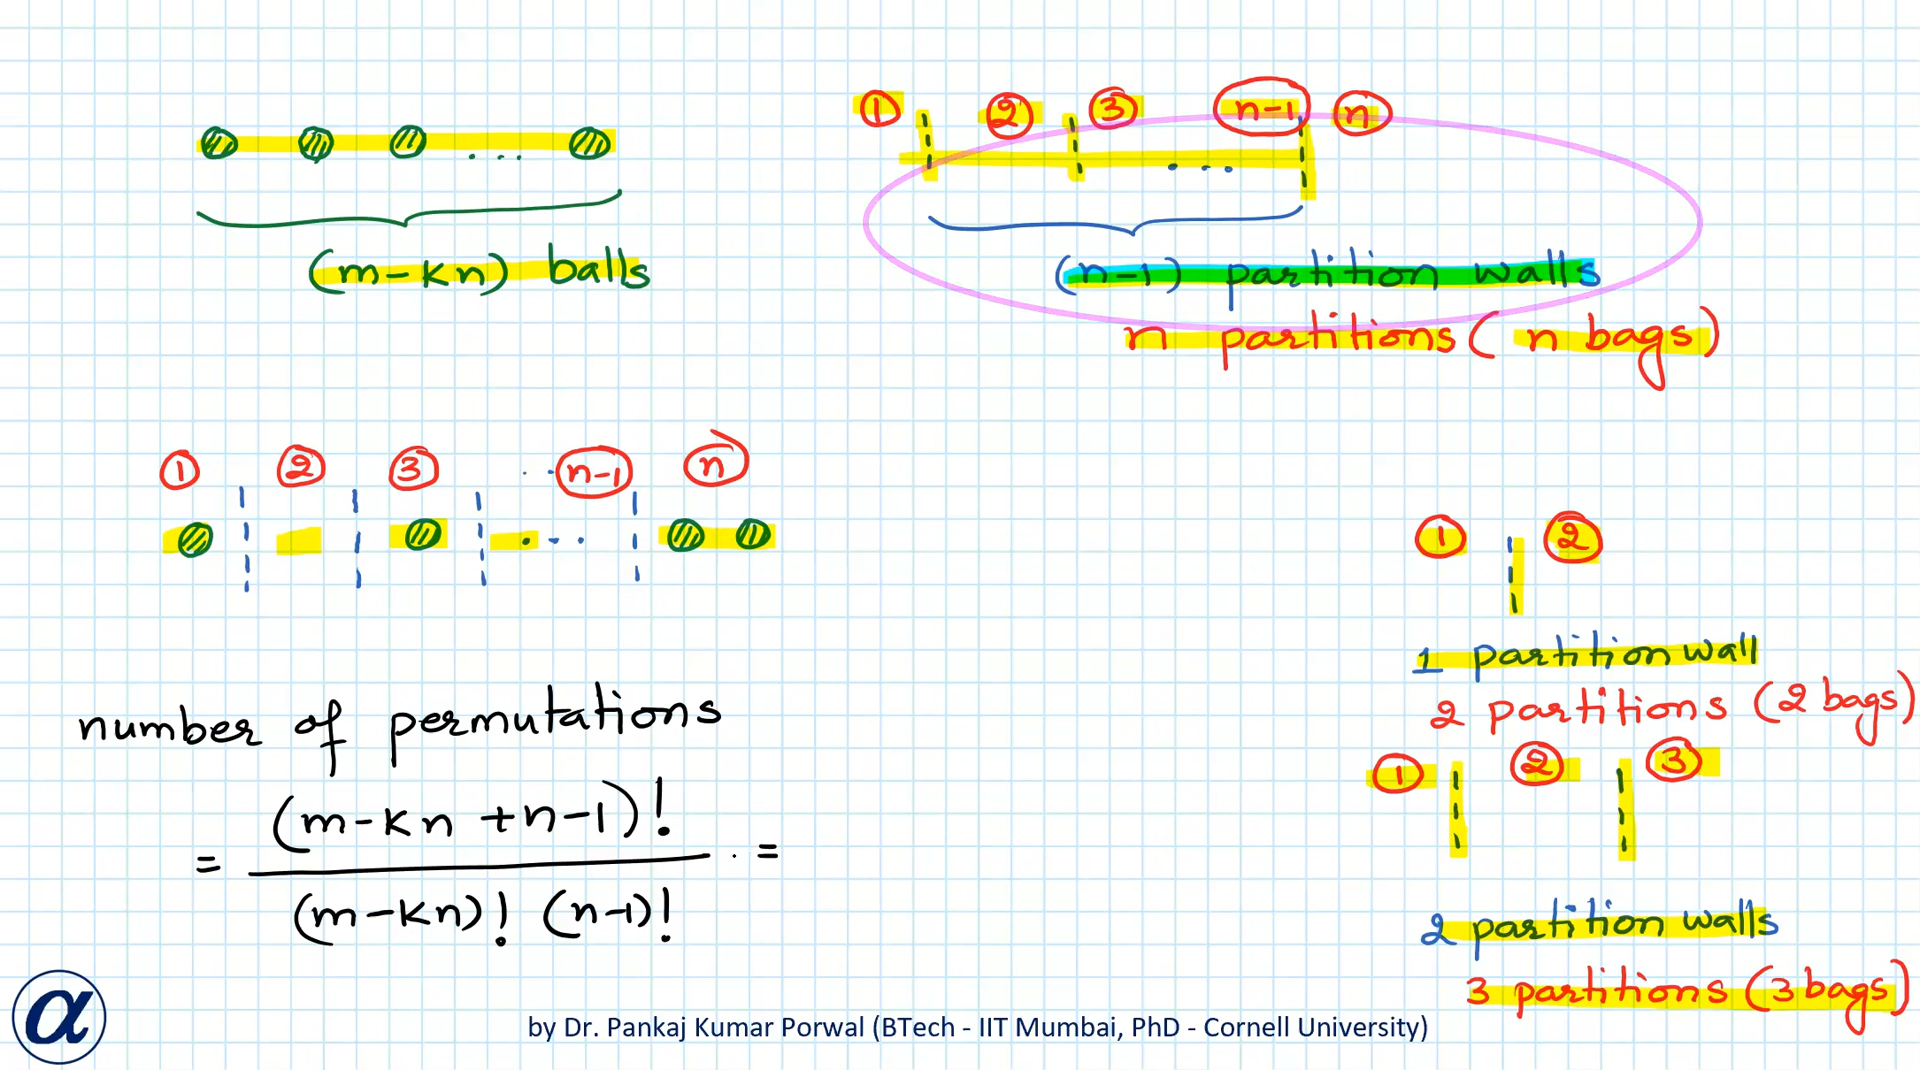 1 2 3 n-1 n
...
...
(m-kn) balls
(n-1) partition walls
n partitions (n bags)
1 2 3 .. n-1 n
...
1 2
1 partition wall
2 partitions (2 bags)
number of permutations
1 2 3
= (m-kn+n-1)! / (m-kn)! (n-1)! . =
2 partition walls
3 partitions (3 bags)
α
by Dr. Pankaj Kumar Porwal (BTech - IIT Mumbai, PhD - Cornell University)